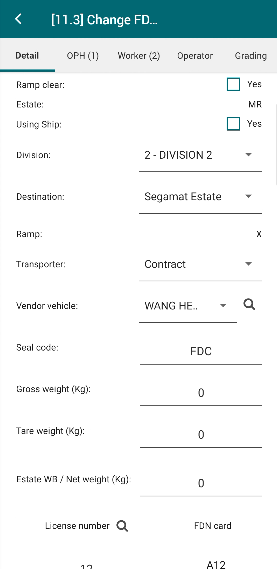 [11.3] Change FD...
Detail OPH (1) Worker (2) Operator Grading
Ramp clear: Yes
Estate: MR
Using Ship: Yes
Division: 2 - DIVISION 2
Destination: Segamat Estate
Ramp: X
Transporter: Contract
Vendor vehicle: WANG HE..
Seal code: FDC
Gross weight (Kg): 0
Tare weight (Kg): 0
Estate WB / Net weight (Kg) 0
License number FDN card
A12